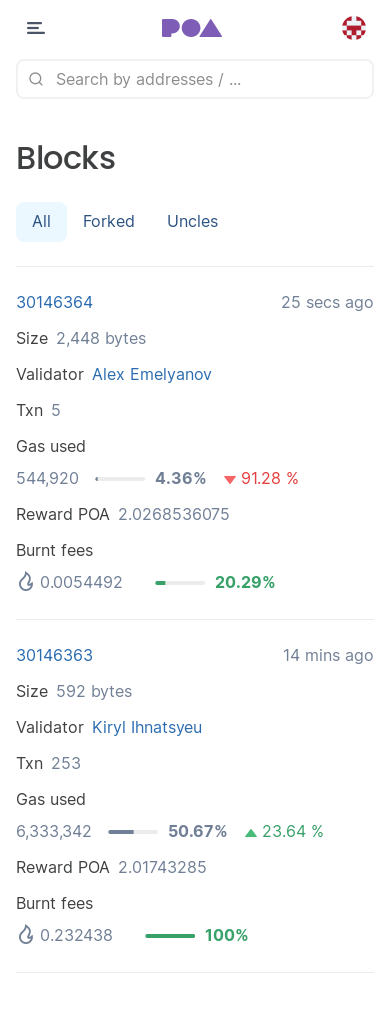 POA
Search by addresses / ...
Blocks
All Forked Uncles
30146364 25 secs ago
Size 2,448 bytes
Validator Alex Emelyanov
Txn 5
Gas used
544,920 4.36% 91.28 %
Reward POA 2.0268536075
Burnt fees
0.0054492 20.29%
30146363 14 mins ago
Size 592 bytes
Validator Kiryl Ihnatsyeu
Txn 253
Gas used
6,333,342 50.67% 23.64 %
Reward POA 2.01743285
Burnt fees
0.232438 100%